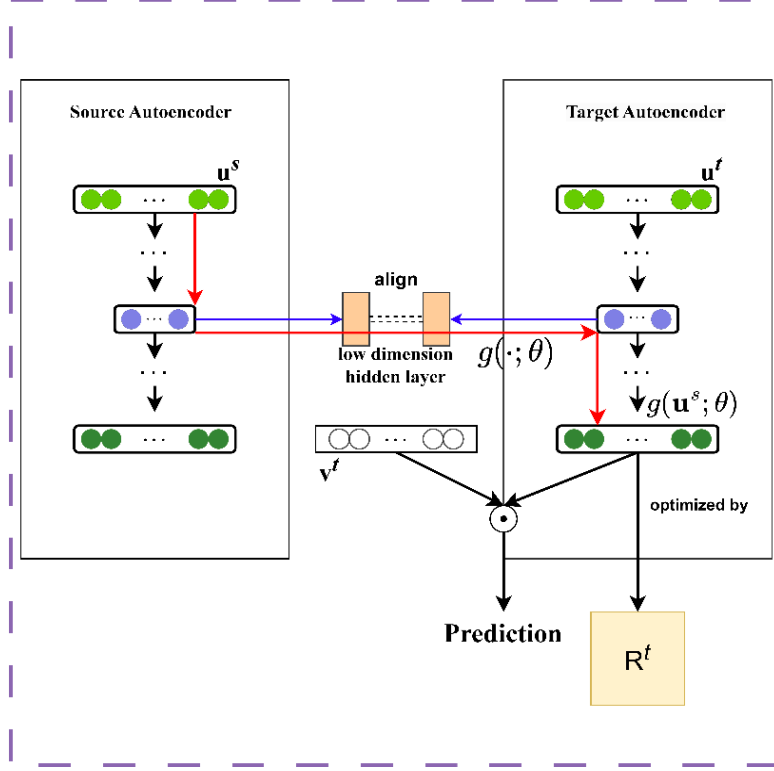 Source Autoencoder
Target Autoencoder
u^s
u^t
...
...
...
...
align
...
...
low dimension
hidden layer
g(·; θ)
...
...
g(u^s; θ)
...
...
...
v^t
optimized by
Prediction
R^t